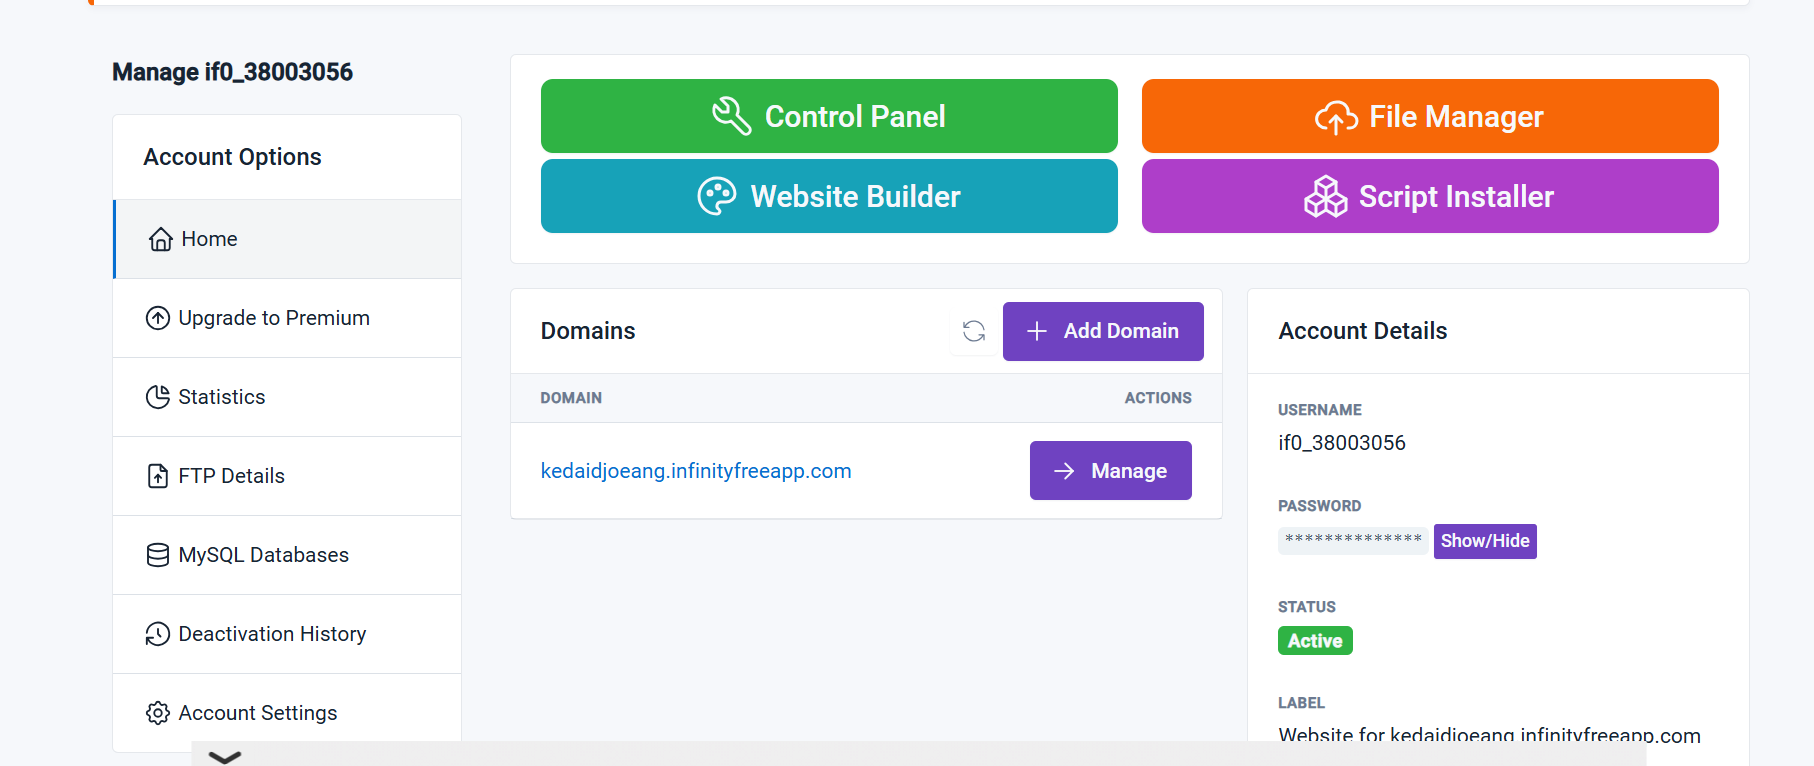 Manage if0_38003056
Account Options
Home
Upgrade to Premium
Statistics
FTP Details
MySQL Databases
Deactivation History
Account Settings
Control Panel
File Manager
Website Builder
Script Installer
Domains
Add Domain
DOMAIN ACTIONS
kedaidjoeang.infinityfreeapp.com Manage
Account Details
USERNAME
if0_38003056
PASSWORD
************** Show/Hide
STATUS
Active
LABEL
Website for kedaidjoeang.infinityfreeapp.com